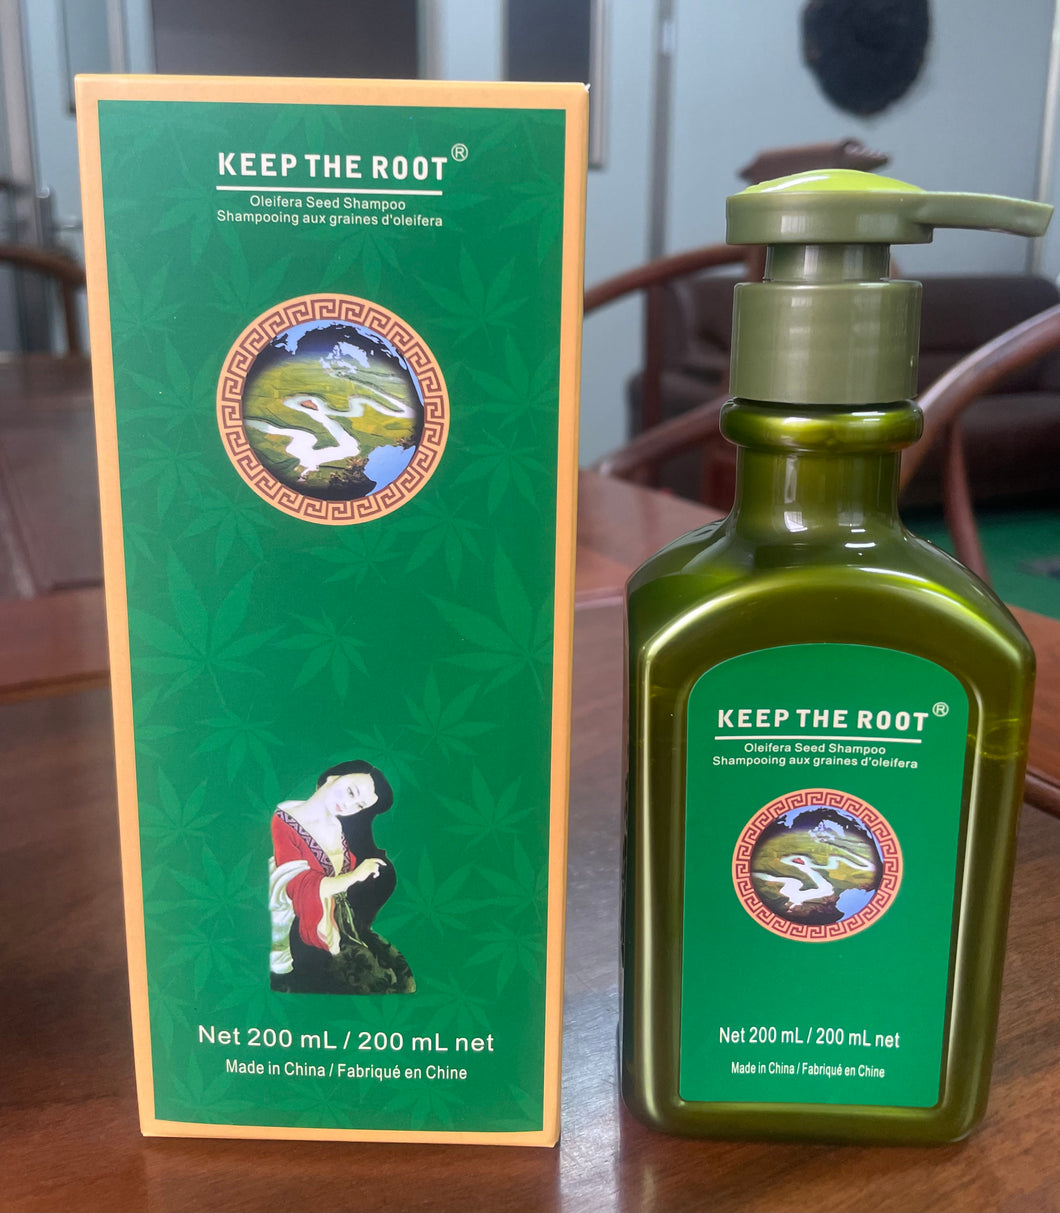 KEEP THE ROOT®
Oleifera Seed Shampoo
Shampooing aux graines d'oleifera
Net 200 mL / 200 mL net
Made in China / Fabriqué en Chine
KEEP THE ROOT®
Oleifera Seed Shampoo
Shampooing aux graines d'oleifera
Net 200 mL / 200 mL net
Made in China / Fabriqué en Chine